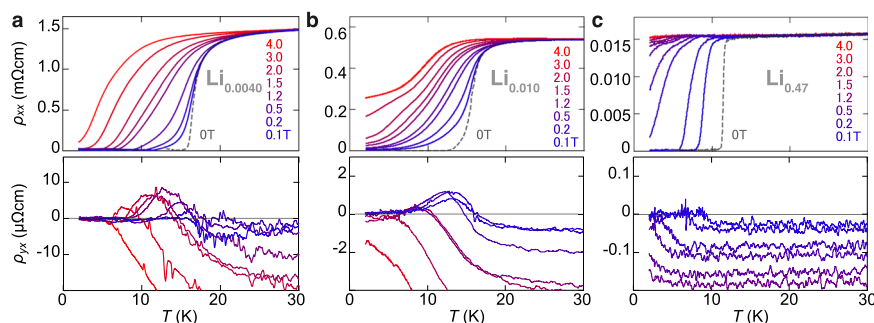 a
b
c
ρxx (mΩcm)
1.5
1.0
0.5
0
4.0
3.0
2.0
1.5
1.2
0.5
0.2
0.1T
Li0.0040
0T
0.6
0.4
0.2
0
4.0
3.0
2.0
1.5
1.2
0.5
0.2
0.1T
Li0.010
0T
0.015
0.010
0.005
0
4.0
3.0
2.0
1.5
1.2
0.5
0.2
0.1T
Li0.47
0T
ρyx (μΩcm)
10
0
-10
2
0
-2
0.1
0
-0.1
0 10 20 30
0 10 20 30
0 10 20 30
T (K)
T (K)
T (K)